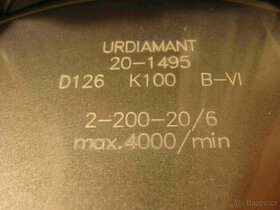 URDIAMANT
20-1495
D126 K100 B-VI
2-200-20/6
max.4000/min